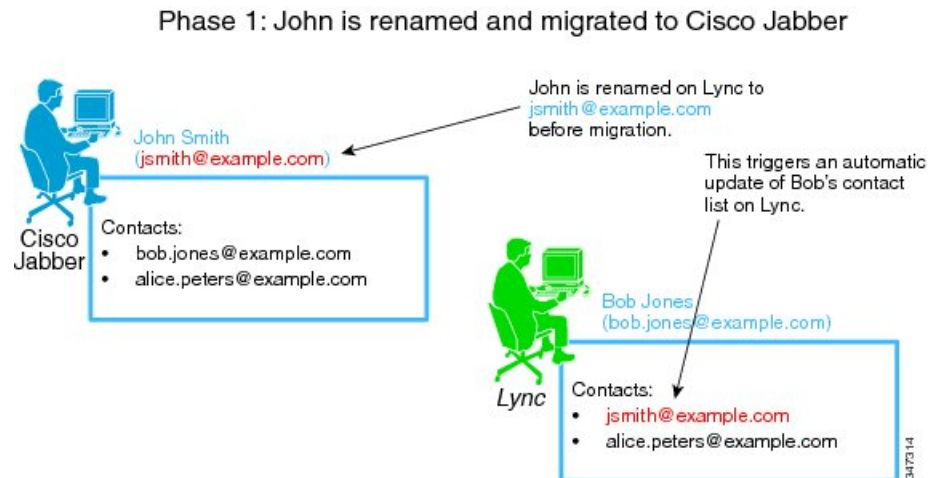 Phase 1: John is renamed and migrated to Cisco Jabber
John is renamed on Lync to
jsmith@example.com
before migration.
John Smith
(jsmith@example.com)
This triggers an automatic
update of Bob's contact
list on Lync.
Cisco
Jabber
Contacts:
• bob.jones@example.com
• alice.peters@example.com
Bob Jones
(bob.jones@example.com)
Lync
Contacts:
• jsmith@example.com
• alice.peters@example.com
347314